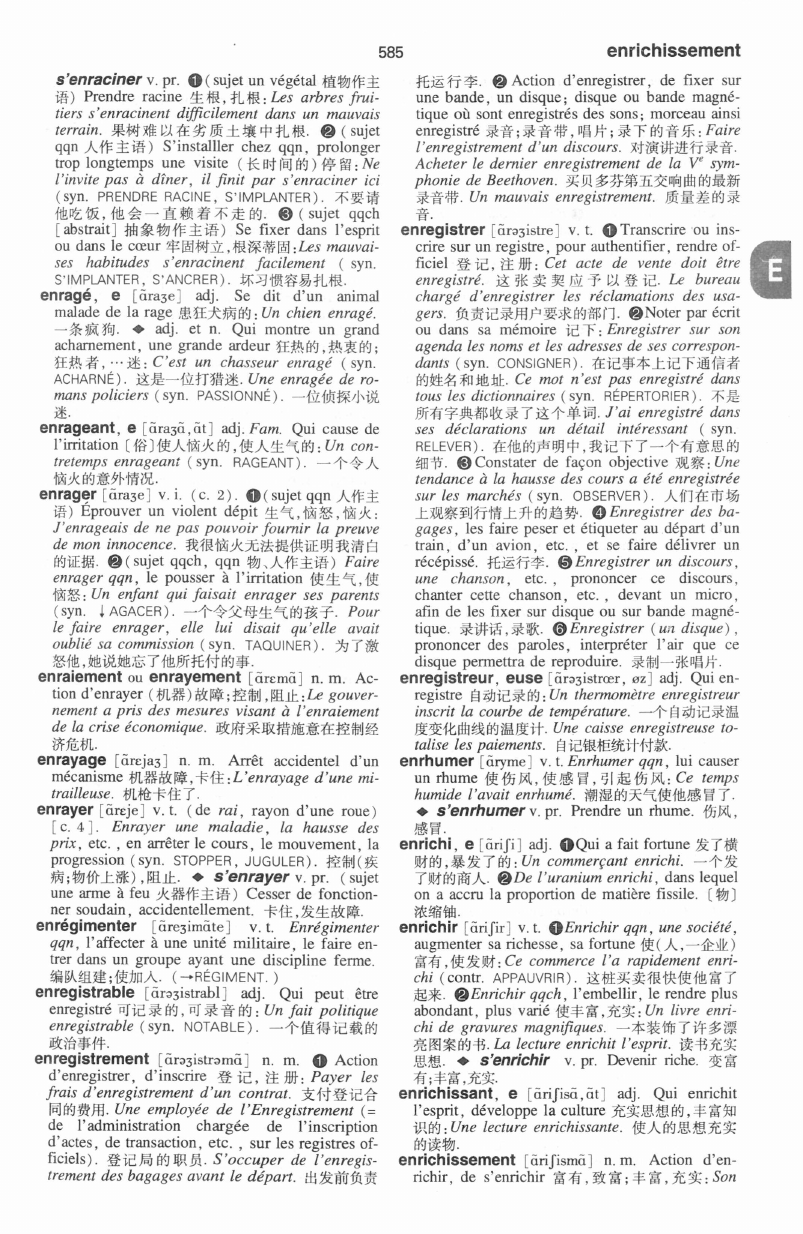 585
enrichissement
s'enraciner v. pr. ❶(sujet un végétal 植物作主
语) Prendre racine 生根,扎根: Les arbres frui-
tiers s'enracinent difficilement dans un mauvais
terrain. 果树难以在劣质土壤中扎根. ❷ (sujet
qqn 人作主语) S'installler chez qqn, prolonger
trop longtemps une visite (长时间的)停留: Ne
l'invite pas à dîner, il finit par s'enraciner ici
(syn. PRENDRE RACINE, S'IMPLANTER). 不要请
他吃饭,他会一直赖着不走的. ❸ (sujet qqch
[abstrait] 抽象物作主语) Se fixer dans l'esprit
ou dans le cœur 牢固树立,根深蒂固: Les mauvai-
ses habitudes s'enracinent facilement (syn.
S'IMPLANTER, S'ANCRER). 坏习惯容易扎根.
enragé, e [ɑ̃raʒe] adj. Se dit d'un animal
malade de la rage 患狂犬病的: Un chien enragé.
一条疯狗. ◆ adj. et n. Qui montre un grand
acharnement, une grande ardeur 狂热的,热衷的;
狂热者,…迷: C'est un chasseur enragé (syn.
ACHARNÉ). 这是一位打猎迷. Une enragée de ro-
mans policiers (syn. PASSIONNÉ). 一位侦探小说
迷.
enrageant, e [ɑ̃raʒɑ̃,ɑ̃t] adj. Fam. Qui cause de
l'irritation [俗]使人恼火的,使人生气的: Un con-
tretemps enrageant (syn. RAGEANT). 一个令人
恼火的意外情况.
enrager [ɑ̃raʒe] v. i. (c. 2). ❶(sujet qqn 人作主
语) Éprouver un violent dépit 生气,恼怒,恼火:
J'enrageais de ne pas pouvoir fournir la preuve
de mon innocence. 我很恼火无法提供证明我清白
的证据. ❷(sujet qqch, qqn 物、人作主语) Faire
enrager qqn, le pousser à l'irritation 使生气,使
恼怒: Un enfant qui faisait enrager ses parents
(syn. ↓AGACER). 一个令父母生气的孩子. Pour
le faire enrager, elle lui disait qu'elle avait
oublié sa commission (syn. TAQUINER). 为了激
怒他,她说她忘了他所托付的事.
enraiement ou enrayement [ɑ̃rɛmɑ̃] n. m. Ac-
tion d'enrayer (机器)故障;控制,阻止: Le gouver-
nement a pris des mesures visant à l'enraiement
de la crise économique. 政府采取措施意在控制经
济危机.
enrayage [ɑ̃rɛjaʒ] n. m. Arrêt accidentel d'un
mécanisme 机器故障,卡住: L'enrayage d'une mi-
trailleuse. 机枪卡住了.
enrayer [ɑ̃rɛje] v. t. (de rai, rayon d'une roue)
[c. 4]. Enrayer une maladie, la hausse des
prix, etc., en arrêter le cours, le mouvement, la
progression (syn. STOPPER, JUGULER). 控制(疾
病;物价上涨),阻止. ◆ s'enrayer v. pr. (sujet
une arme à feu 火器作主语) Cesser de fonction-
ner soudain, accidentellement. 卡住,发生故障.
enrégimenter [ɑ̃reʒimɑ̃te] v. t. Enrégimenter
qqn, l'affecter à une unité militaire, le faire en-
trer dans un groupe ayant une discipline ferme.
编队组建;使加入. (→RÉGIMENT.)
enregistrable [ɑ̃rəʒistrabl] adj. Qui peut être
enregistré 可记录的,可录音的: Un fait politique
enregistrable (syn. NOTABLE). 一个值得记载的
政治事件.
enregistrement [ɑ̃rəʒistrəmɑ̃] n. m. ❶ Action
d'enregistrer, d'inscrire 登记,注册: Payer les
frais d'enregistrement d'un contrat. 支付登记合
同的费用. Une employée de l'Enregistrement (=
de l'administration chargée de l'inscription
d'actes, de transaction, etc., sur les registres of-
ficiels). 登记局的职员. S'occuper de l'enregis-
trement des bagages avant le départ. 出发前负责
托运行李. ❷ Action d'enregistrer, de fixer sur
une bande, un disque; disque ou bande magné-
tique où sont enregistrés des sons; morceau ainsi
enregistré 录音;录音带,唱片;录下的音乐: Faire
l'enregistrement d'un discours. 对演讲进行录音.
Acheter le dernier enregistrement de la Vᵉ sym-
phonie de Beethoven. 买贝多芬第五交响曲的最新
录音带. Un mauvais enregistrement. 质量差的录
音.
enregistrer [ɑ̃rəʒistre] v. t. ❶Transcrire ou ins-
crire sur un registre, pour authentifier, rendre of-
ficiel 登记,注册: Cet acte de vente doit être
enregistré. 这张卖契应予以登记. Le bureau
chargé d'enregistrer les réclamations des usa-
gers. 负责记录用户要求的部门. ❷Noter par écrit
ou dans sa mémoire 记下: Enregistrer sur son
agenda les noms et les adresses de ses correspon-
dants (syn. CONSIGNER). 在记事本上记下通信者
的姓名和地址. Ce mot n'est pas enregistré dans
tous les dictionnaires (syn. RÉPERTORIER). 不是
所有字典都收录了这个单词. J'ai enregistré dans
ses déclarations un détail intéressant (syn.
RELEVER). 在他的声明中,我记下了一个有意思的
细节. ❸Constater de façon objective 观察: Une
tendance à la hausse des cours a été enregistrée
sur les marchés (syn. OBSERVER). 人们在市场
上观察到行情上升的趋势. ❹Enregistrer des ba-
gages, les faire peser et étiqueter au départ d'un
train, d'un avion, etc., et se faire délivrer un
récépissé. 托运行李. ❺Enregistrer un discours,
une chanson, etc., prononcer ce discours,
chanter cette chanson, etc., devant un micro,
afin de les fixer sur disque ou sur bande magné-
tique. 录讲话,录歌. ❻Enregistrer (un disque),
prononcer des paroles, interpréter l'air que ce
disque permettra de reproduire. 录制一张唱片.
enregistreur, euse [ɑ̃rəʒistrœr, øz] adj. Qui en-
registre 自动记录的: Un thermomètre enregistreur
inscrit la courbe de température. 一个自动记录温
度变化曲线的温度计. Une caisse enregistreuse to-
talise les paiements. 自记银柜统计付款.
enrhumer [ɑ̃ryme] v. t. Enrhumer qqn, lui causer
un rhume 使伤风,使感冒,引起伤风: Ce temps
humide l'avait enrhumé. 潮湿的天气使他感冒了.
◆ s'enrhumer v. pr. Prendre un rhume. 伤风,
感冒.
enrichi, e [ɑ̃riʃi] adj. ❶Qui a fait fortune 发了横
财的,暴发了的: Un commerçant enrichi. 一个发
了财的商人. ❷De l'uranium enrichi, dans lequel
on a accru la proportion de matière fissile. [物]
浓缩铀.
enrichir [ɑ̃riʃir] v. t. ❶Enrichir qqn, une société,
augmenter sa richesse, sa fortune 使(人,一企业)
富有,使发财: Ce commerce l'a rapidement enri-
chi (contr. APPAUVRIR). 这桩买卖很快使他富了
起来. ❷Enrichir qqch, l'embellir, le rendre plus
abondant, plus varié 使丰富,充实: Un livre enri-
chi de gravures magnifiques. 一本装饰了许多漂
亮图案的书. La lecture enrichit l'esprit. 读书充实
思想. ◆ s'enrichir v. pr. Devenir riche. 变富
有;丰富,充实.
enrichissant, e [ɑ̃riʃisɑ̃,ɑ̃t] adj. Qui enrichit
l'esprit, développe la culture 充实思想的,丰富知
识的: Une lecture enrichissante. 使人的思想充实
的读物.
enrichissement [ɑ̃riʃismɑ̃] n. m. Action d'en-
richir, de s'enrichir 富有,致富;丰富,充实: Son
E